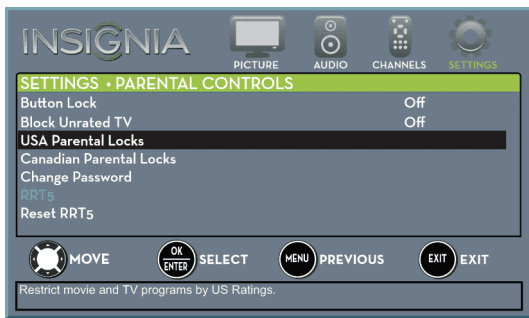 INSIGNIA
PICTURE AUDIO CHANNELS SETTINGS
SETTINGS • PARENTAL CONTROLS
Button Lock Off
Block Unrated TV Off
USA Parental Locks
Canadian Parental Locks
Change Password
RRT5
Reset RRT5
MOVE OK ENTER SELECT MENU PREVIOUS EXIT EXIT
Restrict movie and TV programs by US Ratings.